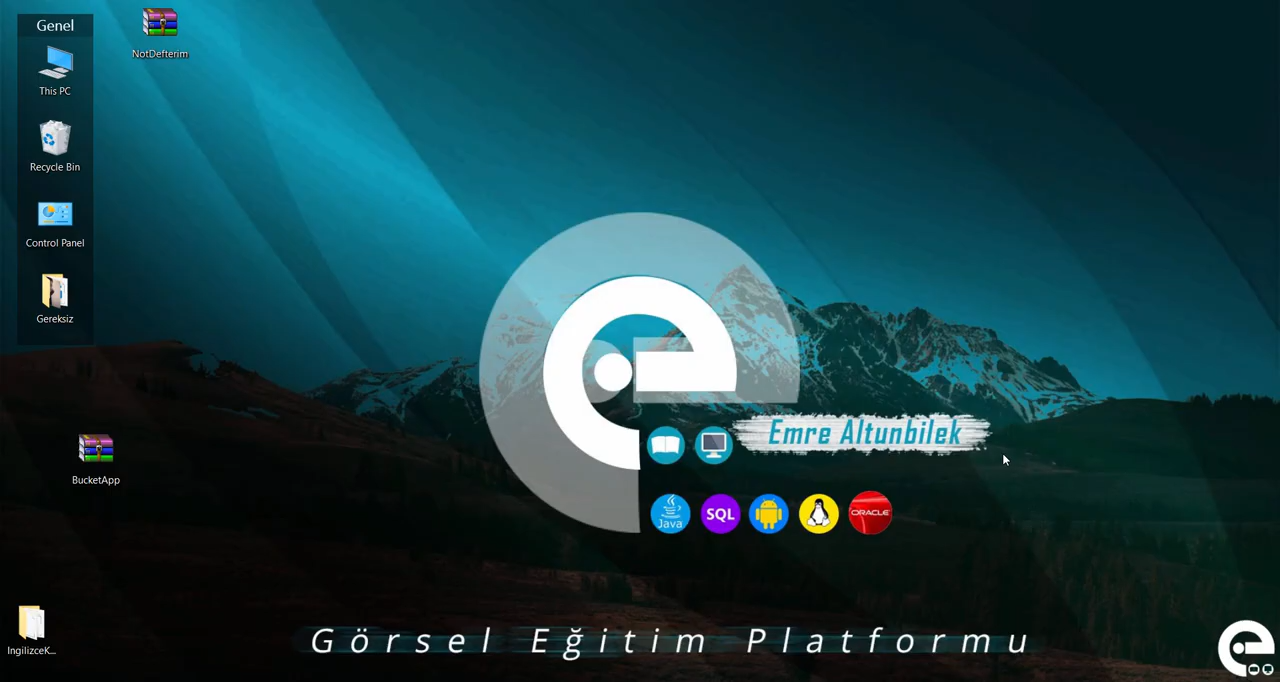 Genel
This PC
Recycle Bin
Control Panel
Gereksiz
NotDefterim
BucketApp
IngilizceK...
Emre Altunbilek
Java
SQL
ORACLE
Görsel Eğitim Platformu